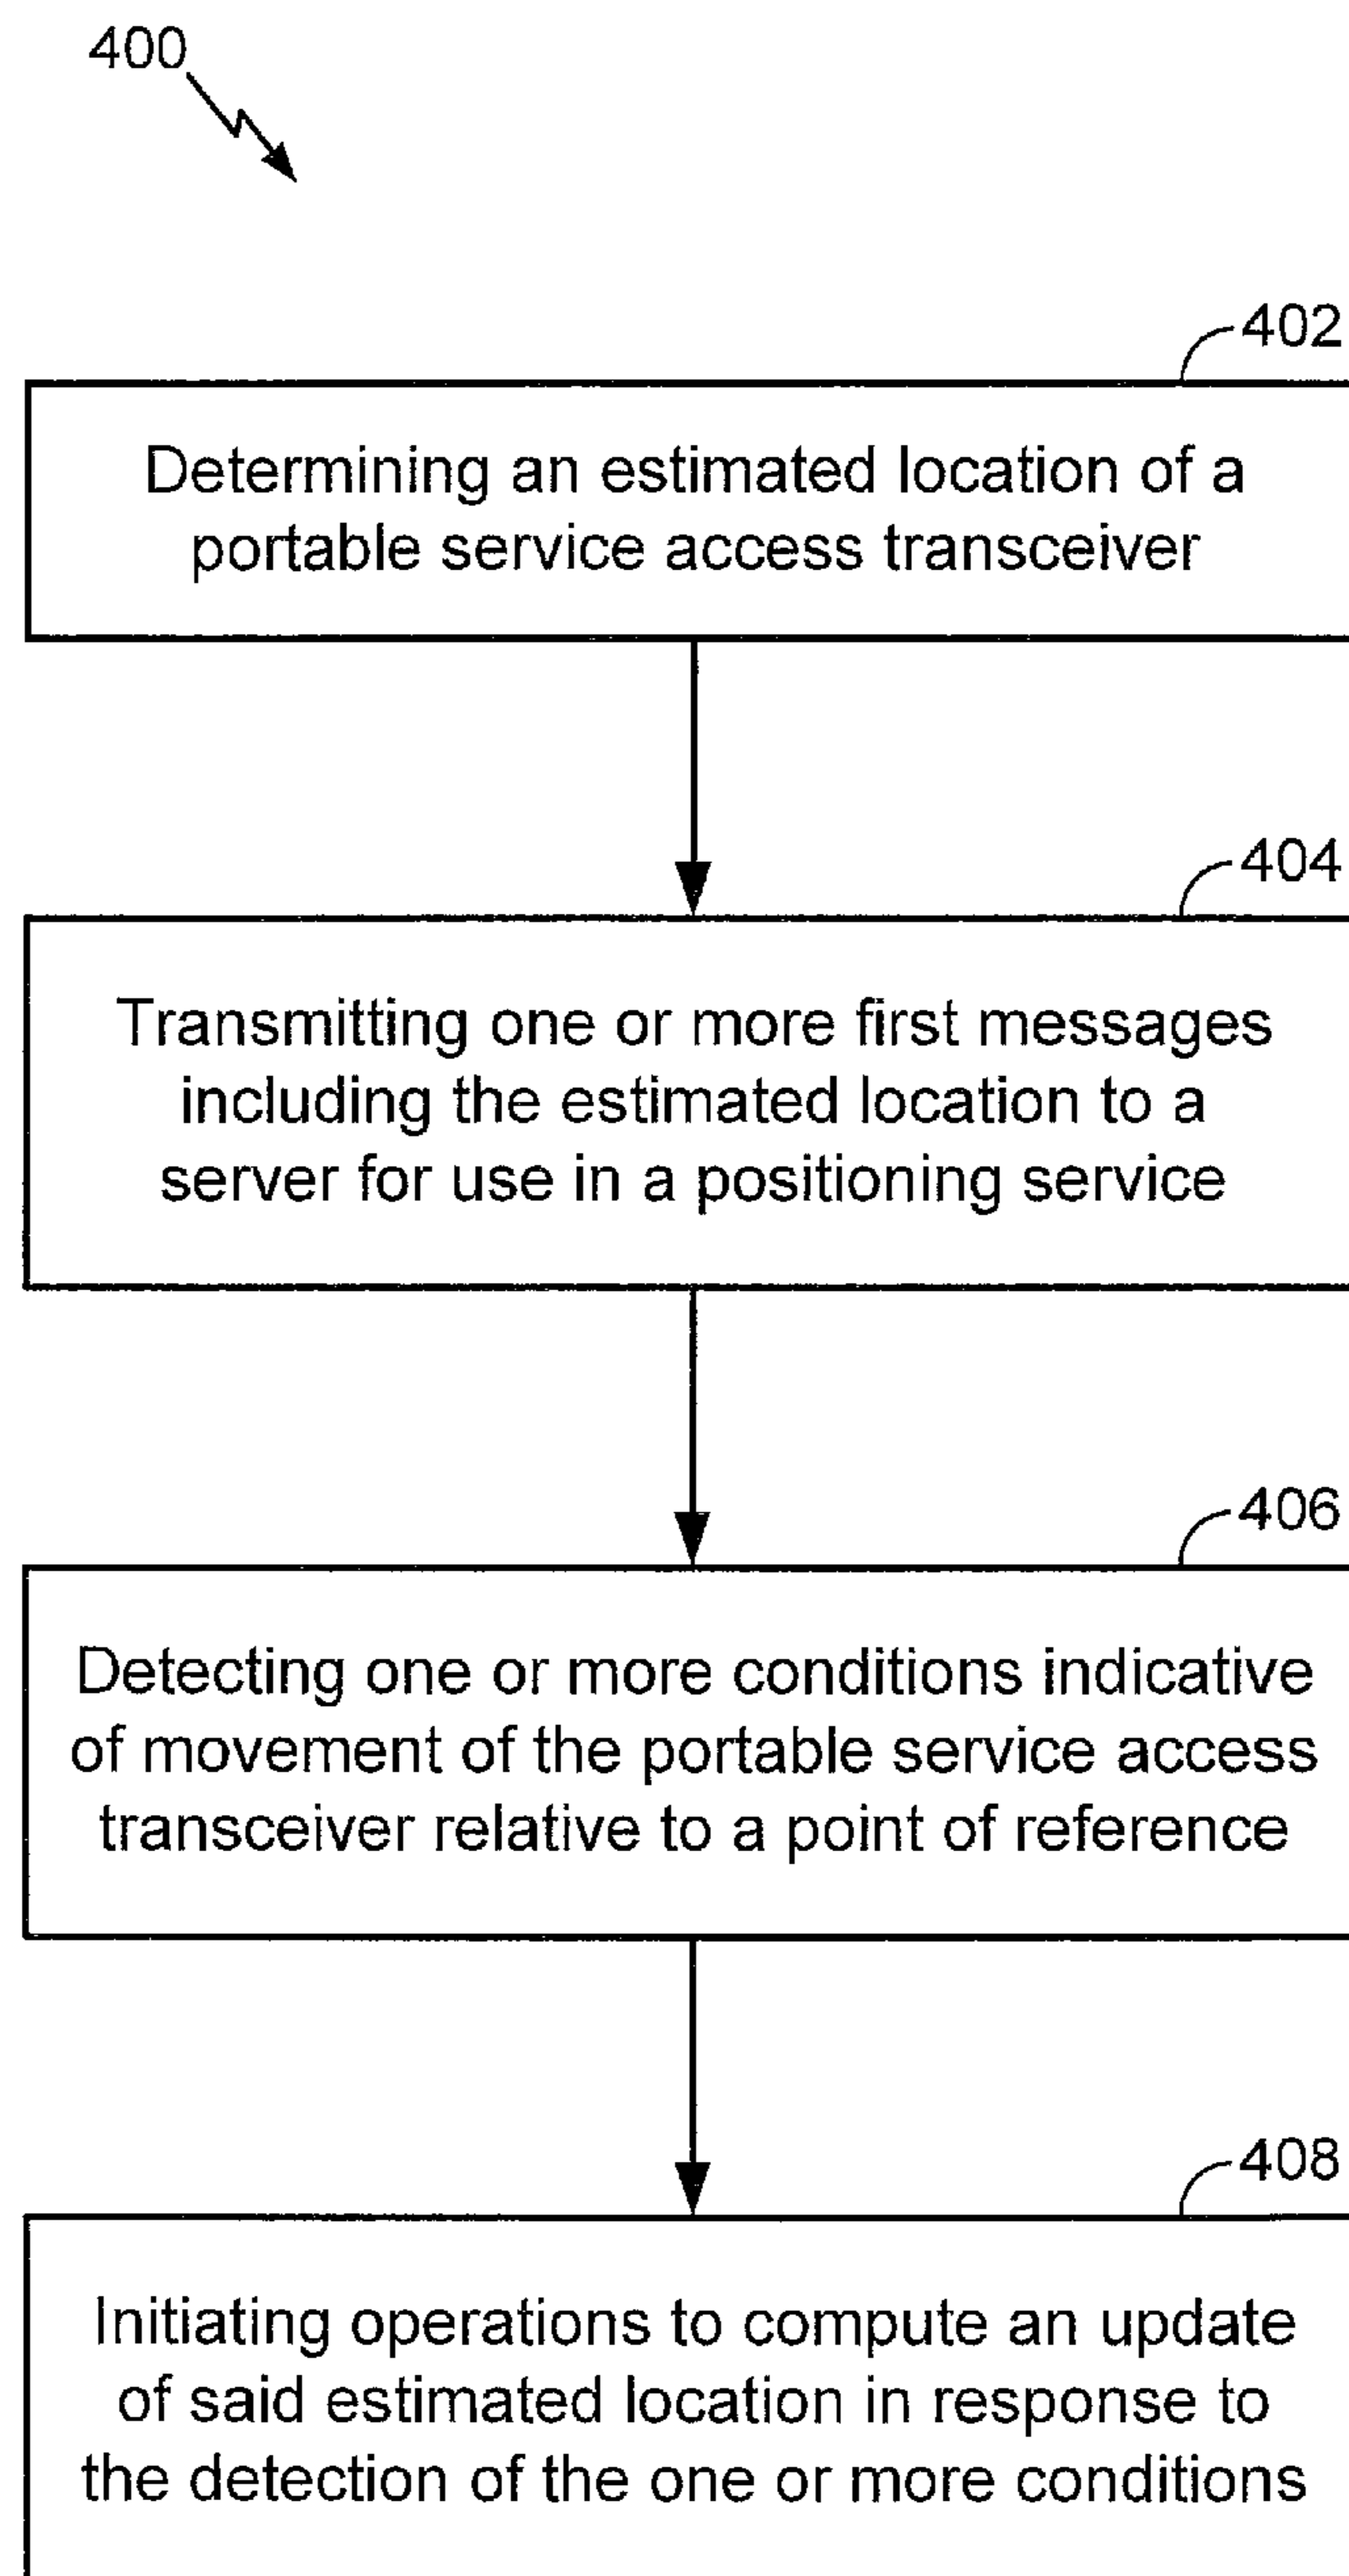 400
402
Determining an estimated location of a
portable service access transceiver
404
Transmitting one or more first messages
including the estimated location to a
server for use in a positioning service
406
Detecting one or more conditions indicative
of movement of the portable service access
transceiver relative to a point of reference
408
Initiating operations to compute an update
of said estimated location in response to
the detection of the one or more conditions